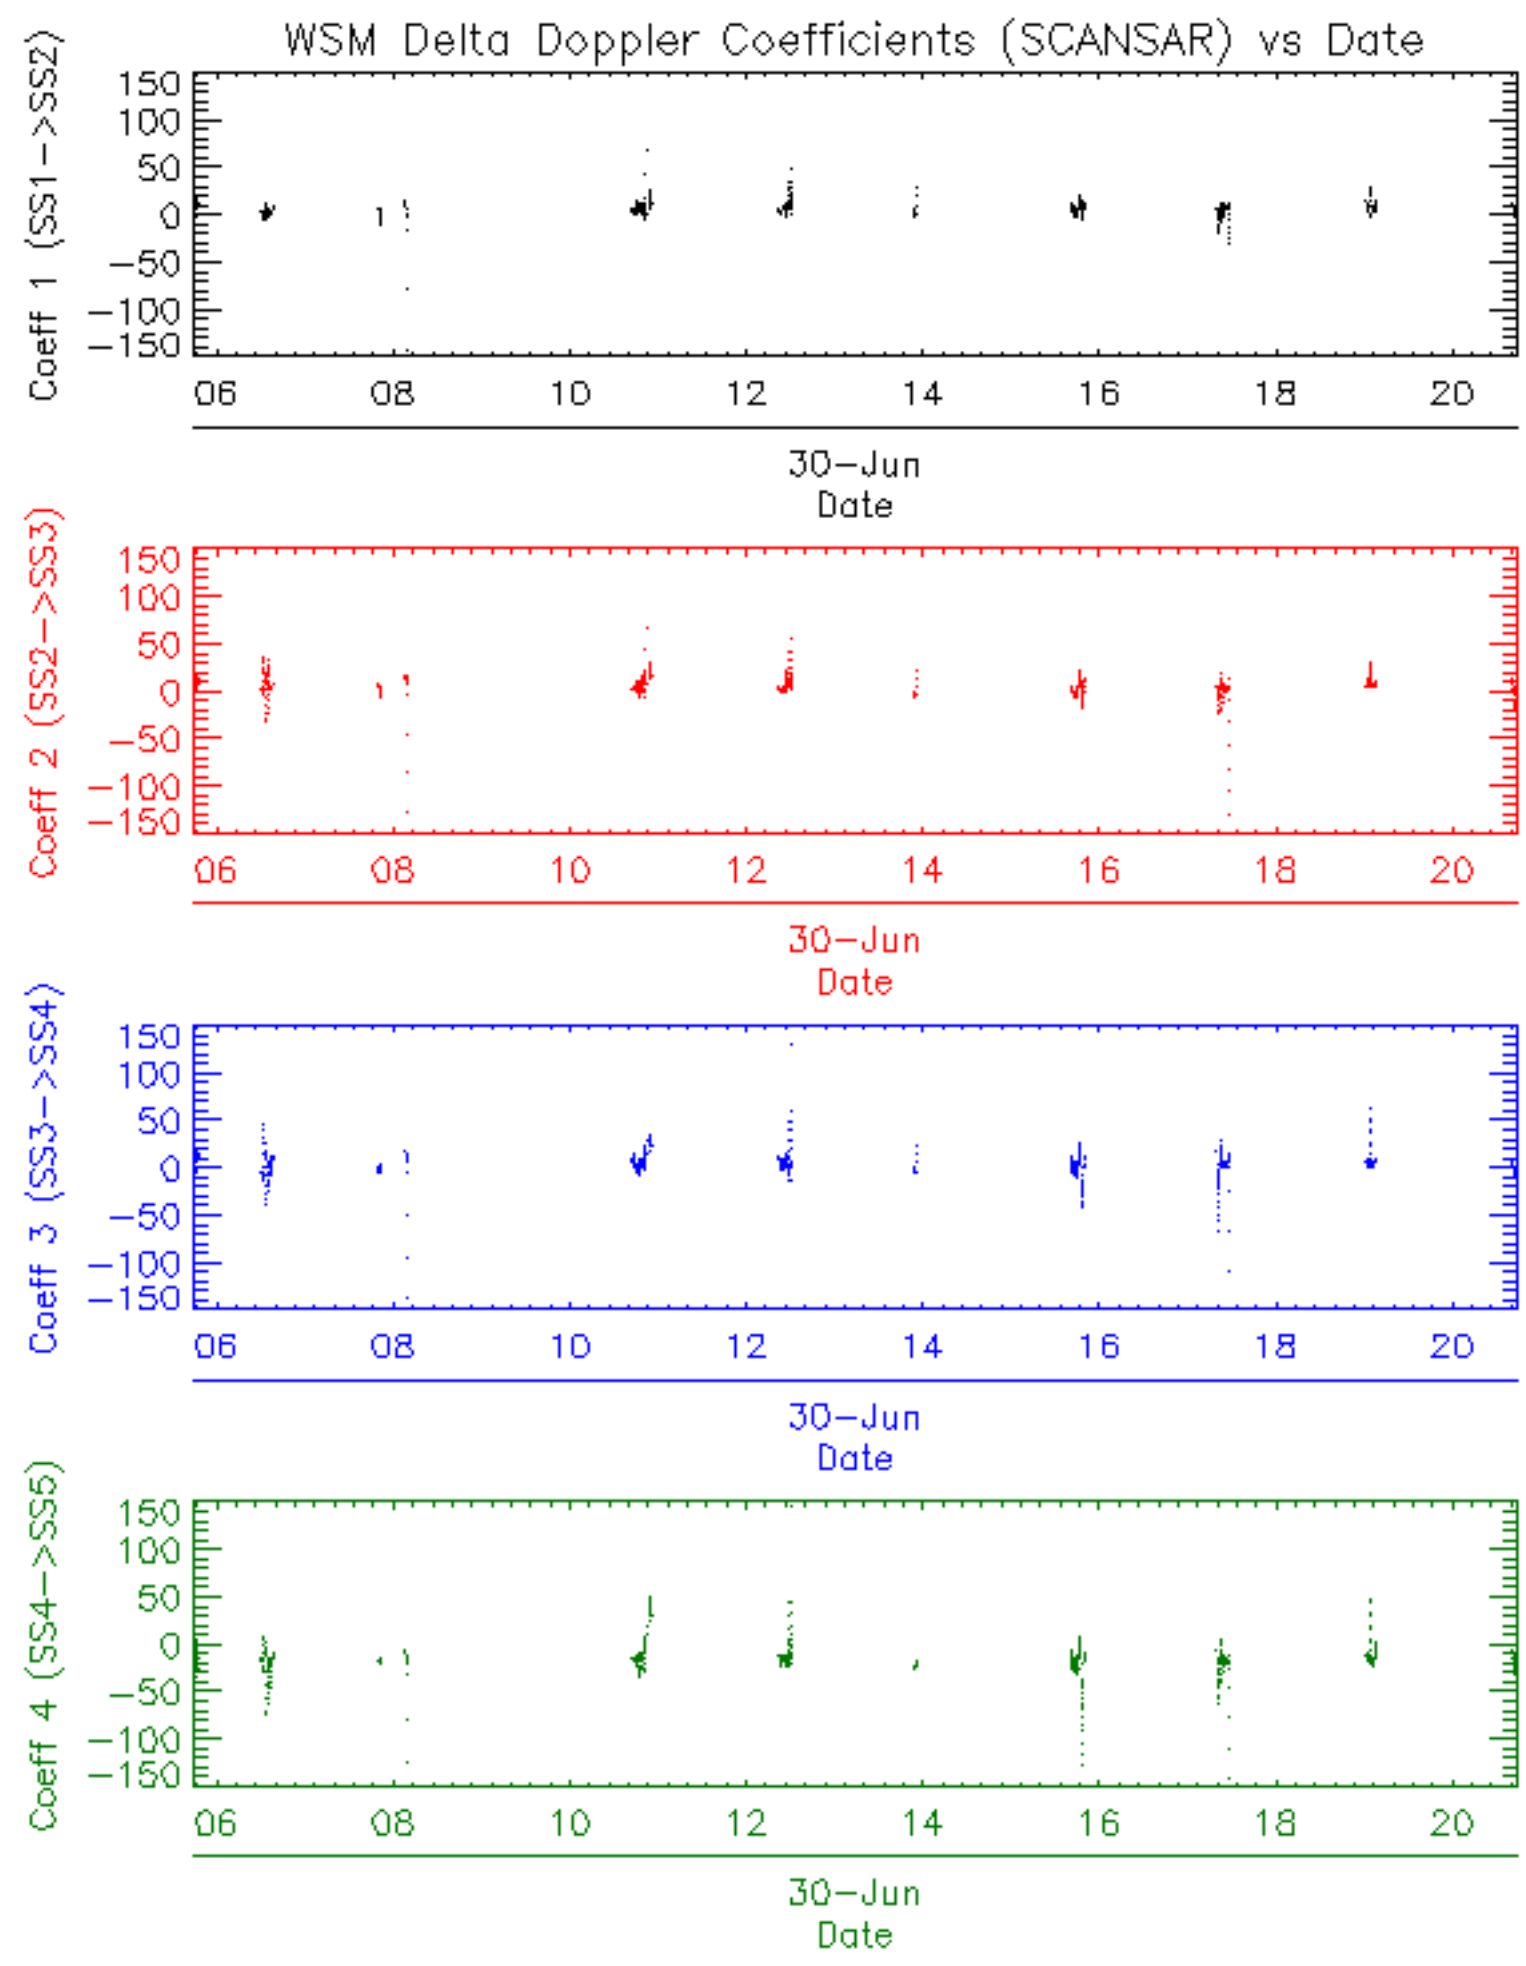 WSM Delta Doppler Coefficients (SCANSAR) vs Date
Coeff 1 (SS1->SS2)
150
100
50
0
-50
-100
-150
06 08 10 12 14 16 18 20
30-Jun
Date
Coeff 2 (SS2->SS3)
150
100
50
0
-50
-100
-150
06 08 10 12 14 16 18 20
30-Jun
Date
Coeff 3 (SS3->SS4)
150
100
50
0
-50
-100
-150
06 08 10 12 14 16 18 20
30-Jun
Date
Coeff 4 (SS4->SS5)
150
100
50
0
-50
-100
-150
06 08 10 12 14 16 18 20
30-Jun
Date